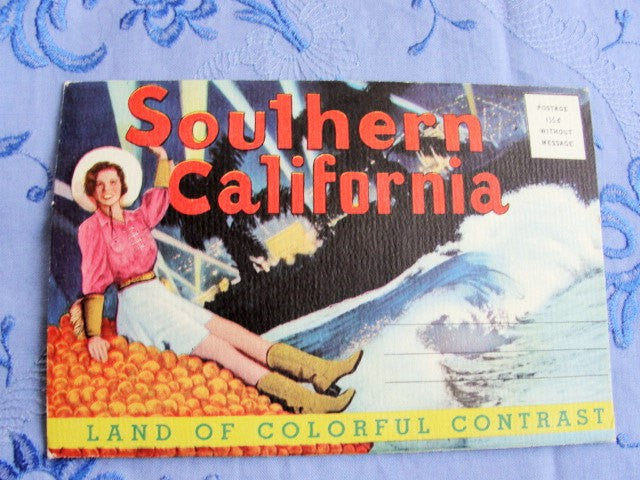 Southern
California
POSTAGE
1½¢
WITHOUT
MESSAGE
LAND OF COLORFUL CONTRAST